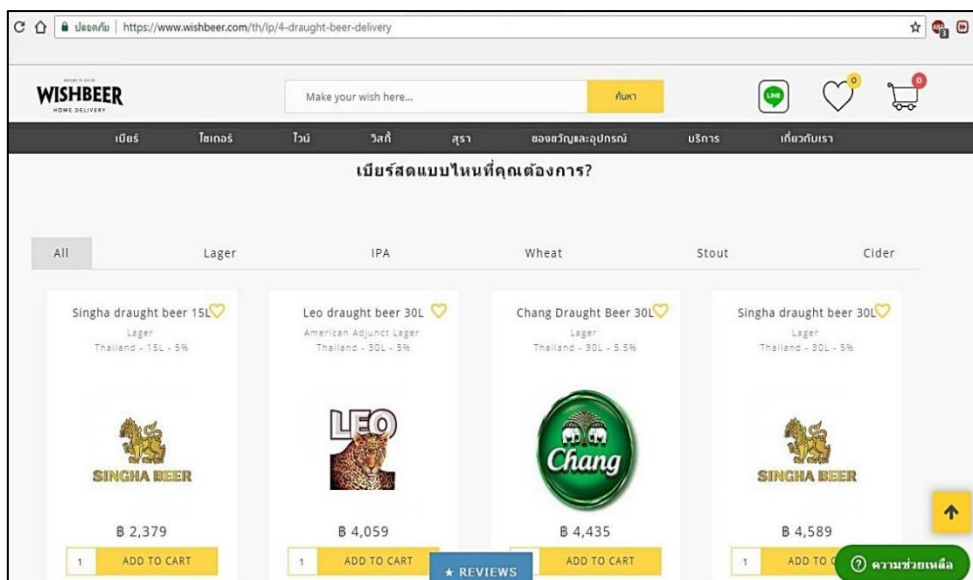 ปลอดภัย | https://www.wishbeer.com/th/lp/4-draught-beer-delivery
WISHBEER
HOME DELIVERY
Make your wish here...
ค้นหา
LINE
0
0
เบียร์ ไซเดอร์ ไวน์ วิสกี้ สุรา ของขวัญและอุปกรณ์ บริการ เกี่ยวกับเรา
เบียร์สดแบบไหนที่คุณต้องการ?
All Lager IPA Wheat Stout Cider
Singha draught beer 15L Leo draught beer 30L Chang Draught Beer 30L Singha draught beer 30L
Lager American Adjunct Lager Lager Lager
Thailand - 15L - 5% Thailand - 30L - 5% Thailand - 30L - 5.5% Thailand - 30L - 5%
SINGHA BEER LEO Chang SINGHA BEER
฿ 2,379 ฿ 4,059 ฿ 4,435 ฿ 4,589
1 ADD TO CART 1 ADD TO CART 1 ADD TO CART 1 ADD TO
★ REVIEWS
ความช่วยเหลือ